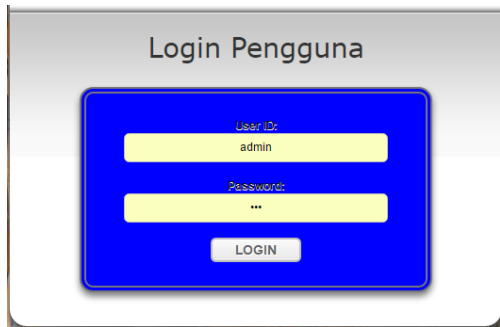 Login Pengguna
User ID:
admin
Password:
•••
LOGIN